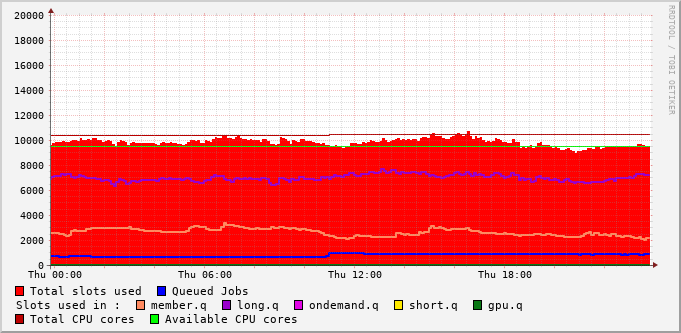 20000
18000
16000
14000
12000
10000
8000
6000
4000
2000
0
Thu 00:00 Thu 06:00 Thu 12:00 Thu 18:00
Total slots used Queued Jobs
Slots used in : member.q long.q ondemand.q short.q gpu.q
Total CPU cores Available CPU cores
RRDTOOL / TOBI OETIKER